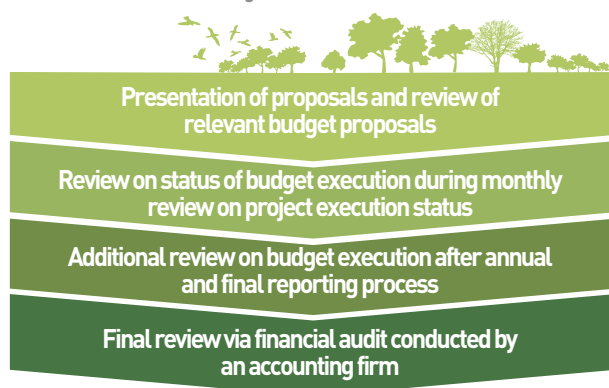 Presentation of proposals and review of
relevant budget proposals
Review on status of budget execution during monthly
review on project execution status
Additional review on budget execution after annual
and final reporting process
Final review via financial audit conducted by
an accounting firm